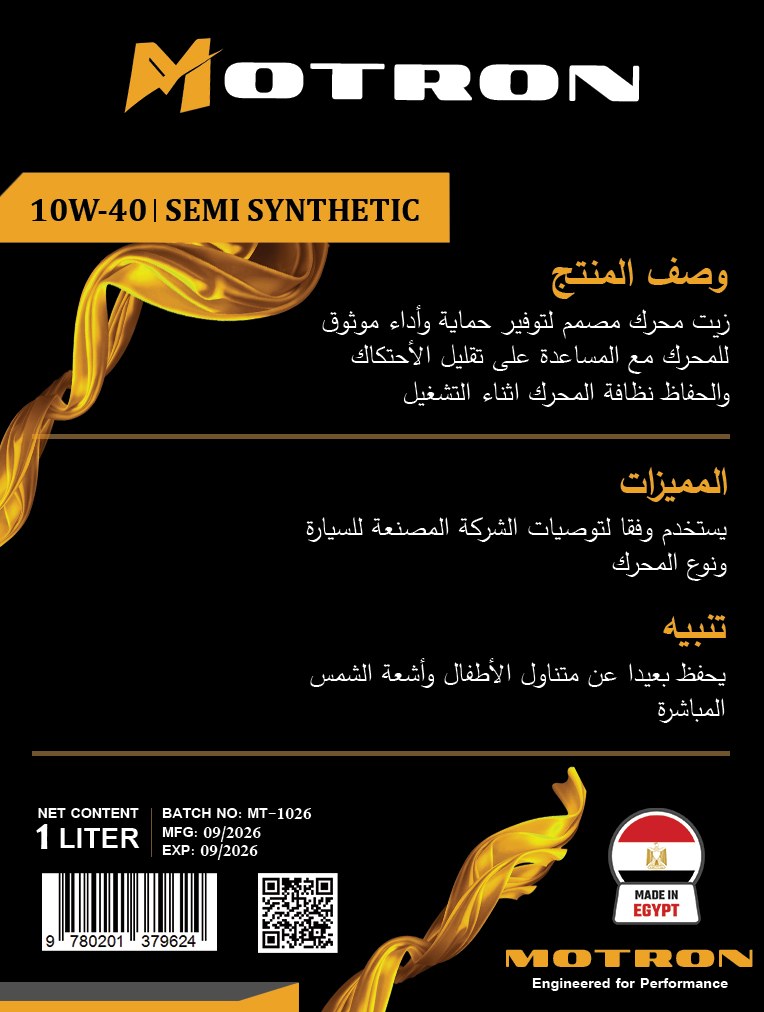 MOTRON
10W-40 | SEMI SYNTHETIC
وصف المنتج
زيت محرك مصمم لتوفير حماية وأداء موثوق
للمحرك مع المساعدة على تقليل الأحتكاك
والحفاظ نظافة المحرك اثناء التشغيل
المميزات
يستخدم وفقا لتوصيات الشركة المصنعة للسيارة
ونوع المحرك
تنبيه
يحفظ بعيدا عن متناول الأطفال وأشعة الشمس
المباشرة
NET CONTENT
1 LITER
BATCH NO: MT-1026
MFG: 09/2026
EXP: 09/2026
9 780201 379624
MADE IN
EGYPT
MOTRON
Engineered for Performance